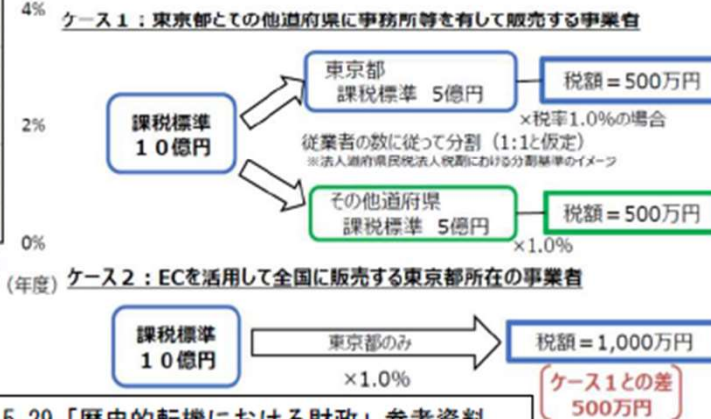 4%
ケース１：東京都とその他道府県に事務所等を有して販売する事業者
東京都
課税標準 5億円
税額＝500万円
×税率1.0%の場合
2%
課税標準
１０億円
従業者の数に従って分割（1:1と仮定）
※法人道府県民税法人税割における分割基準のイメージ
その他道府県
課税標準 5億円
税額＝500万円
×1.0%
0%
（年度）
ケース２：ECを活用して全国に販売する東京都所在の事業者
課税標準
１０億円
東京都のみ
×1.0%
税額＝1,000万円
ケース１との差
500万円
5.29「歴史的転機における財政」参考資料